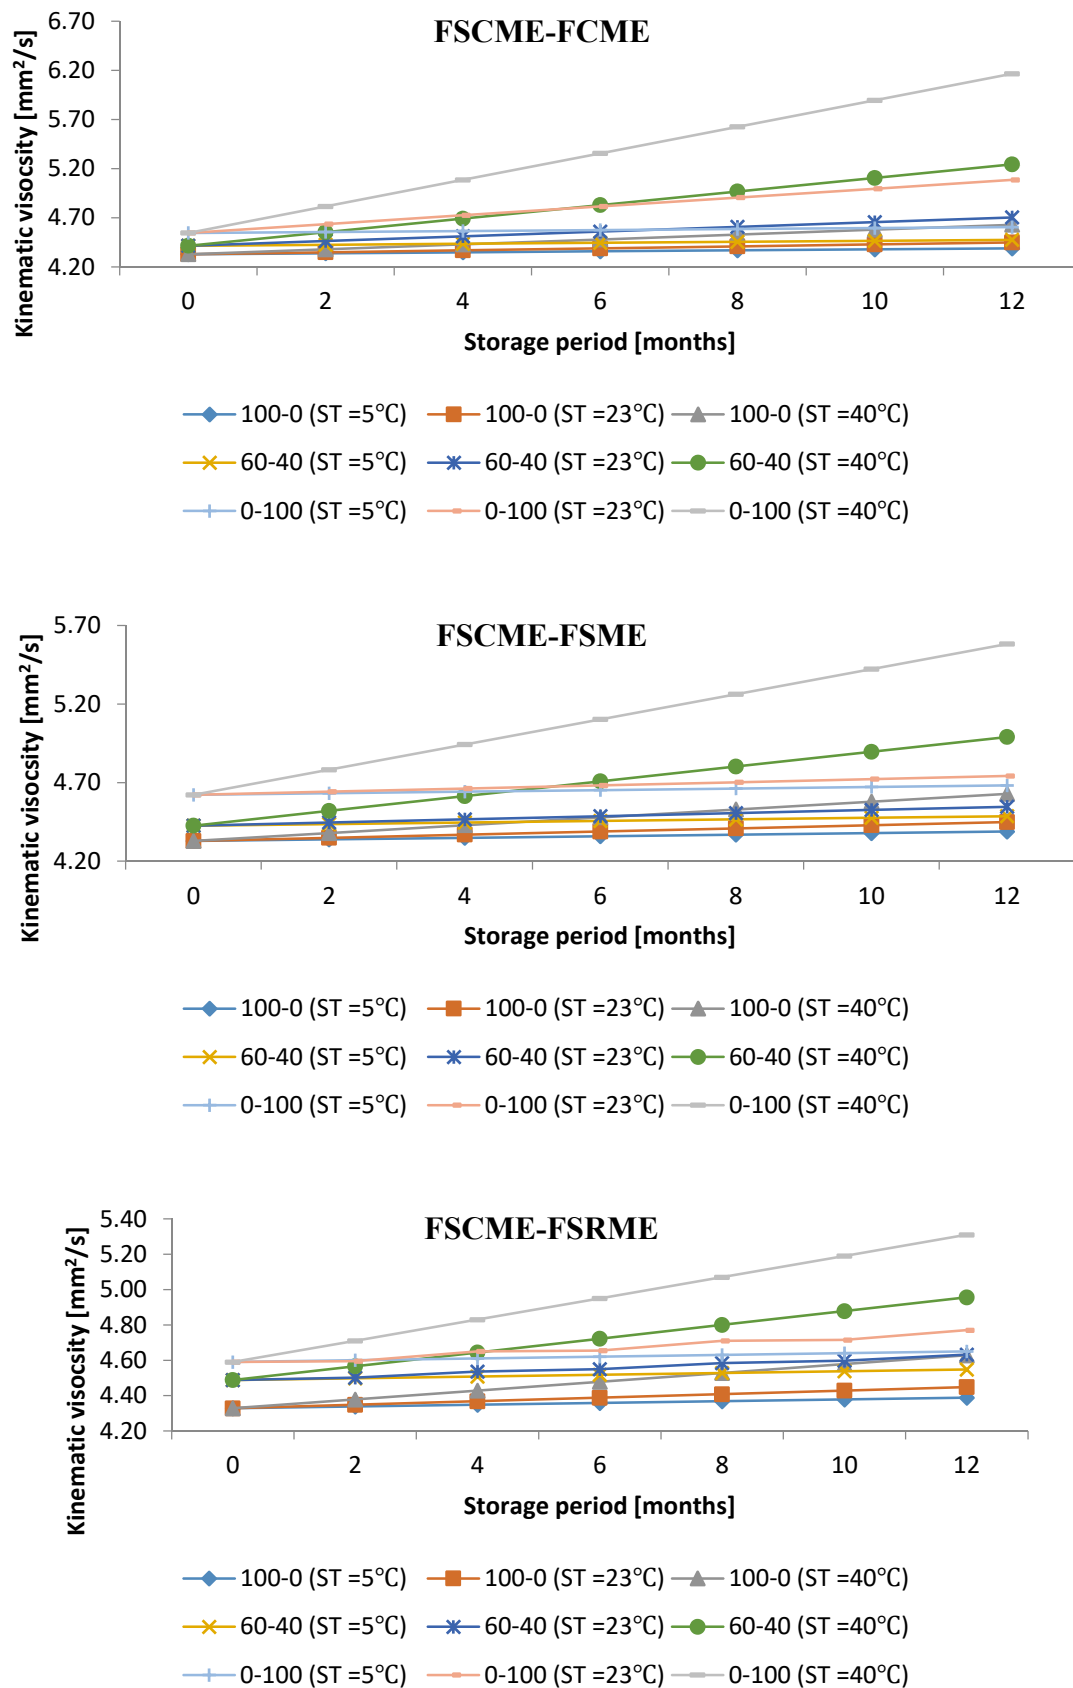 FSCME-FCME
Kinematic visocsity [mm²/s]
6.70
6.20
5.70
5.20
4.70
4.20
0 2 4 6 8 10 12
Storage period [months]
100-0 (ST =5℃) 100-0 (ST =23℃) 100-0 (ST =40℃)
60-40 (ST =5℃) 60-40 (ST =23℃) 60-40 (ST =40℃)
0-100 (ST =5℃) 0-100 (ST =23℃) 0-100 (ST =40℃)
FSCME-FSME
Kinematic visocsity [mm²/s]
5.70
5.20
4.70
4.20
0 2 4 6 8 10 12
Storage period [months]
100-0 (ST =5℃) 100-0 (ST =23℃) 100-0 (ST =40℃)
60-40 (ST =5℃) 60-40 (ST =23℃) 60-40 (ST =40℃)
0-100 (ST =5℃) 0-100 (ST =23℃) 0-100 (ST =40℃)
FSCME-FSRME
Kinematic visocsity [mm²/s]
5.40
5.20
5.00
4.80
4.60
4.40
4.20
0 2 4 6 8 10 12
Storage period [months]
100-0 (ST =5℃) 100-0 (ST =23℃) 100-0 (ST =40℃)
60-40 (ST =5℃) 60-40 (ST =23℃) 60-40 (ST =40℃)
0-100 (ST =5℃) 0-100 (ST =23℃) 0-100 (ST =40℃)